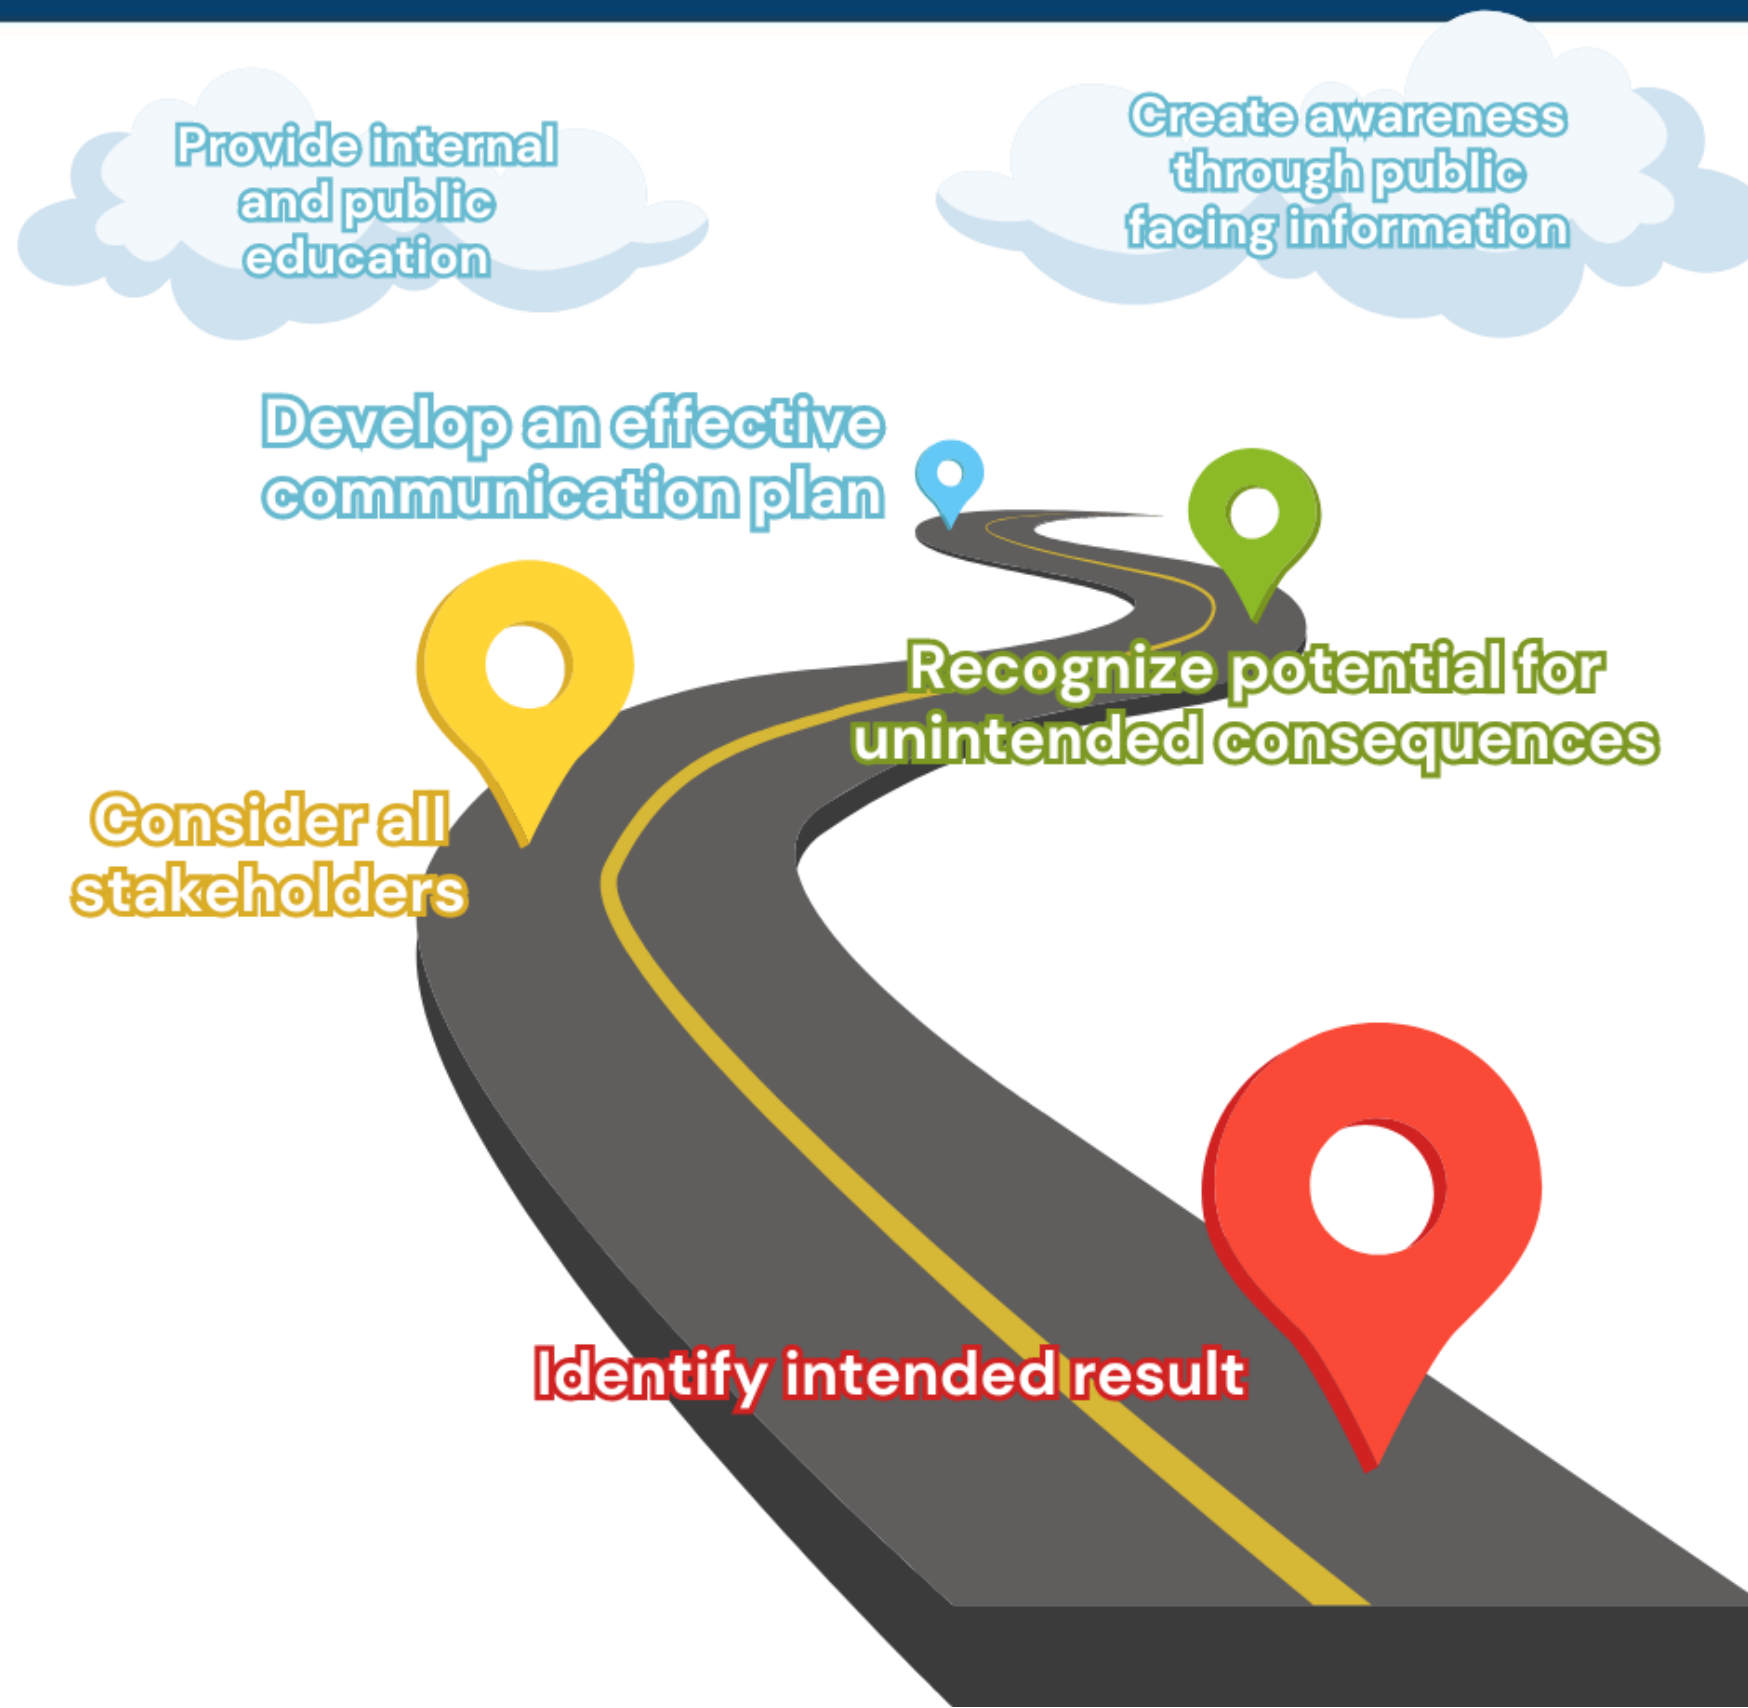 Provide internal
and public
education
Create awareness
through public
facing information
Develop an effective
communication plan
Recognize potential for
unintended consequences
Consider all
stakeholders
Identify intended result